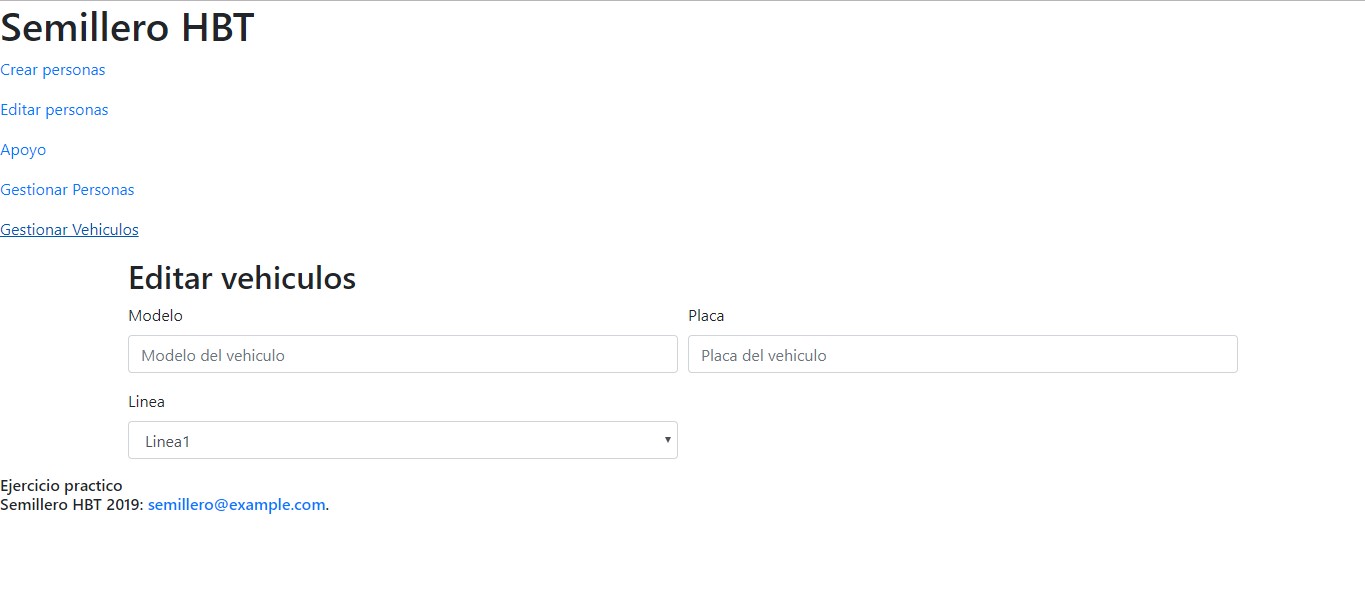 Semillero HBT
Crear personas
Editar personas
Apoyo
Gestionar Personas
Gestionar Vehiculos
Editar vehiculos
Modelo
Placa
Modelo del vehiculo
Placa del vehiculo
Linea
Linea1
Ejercicio practico
Semillero HBT 2019: semillero@example.com.